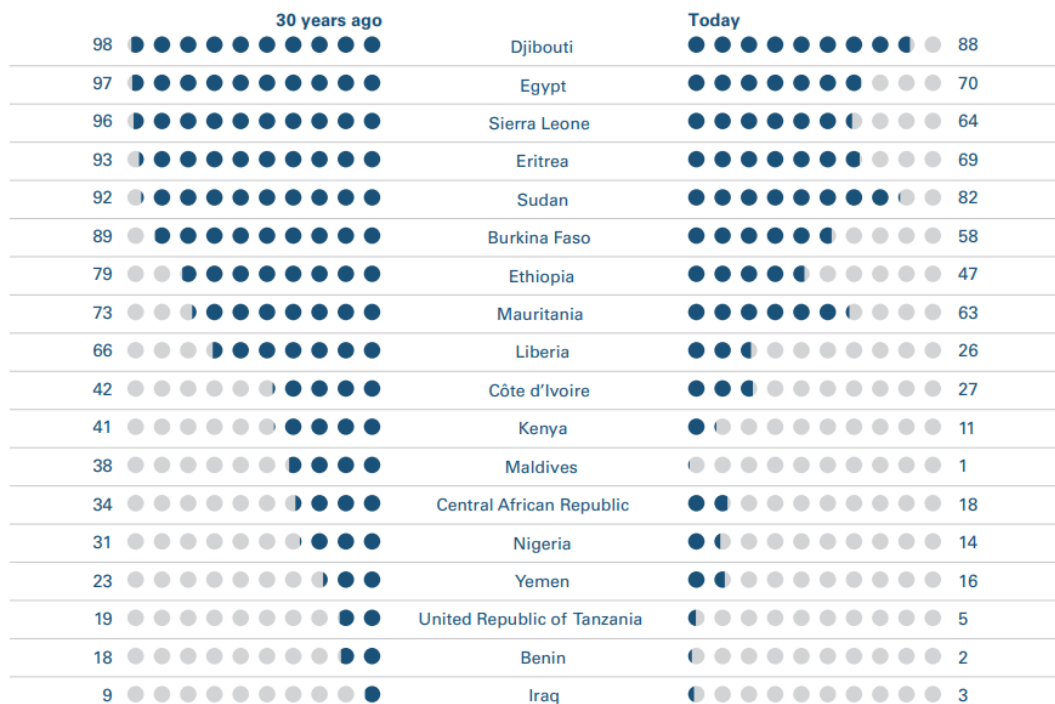 30 years ago Today
98 Djibouti 88
97 Egypt 70
96 Sierra Leone 64
93 Eritrea 69
92 Sudan 82
89 Burkina Faso 58
79 Ethiopia 47
73 Mauritania 63
66 Liberia 26
42 Côte d’Ivoire 27
41 Kenya 11
38 Maldives 1
34 Central African Republic 18
31 Nigeria 14
23 Yemen 16
19 United Republic of Tanzania 5
18 Benin 2
9 Iraq 3